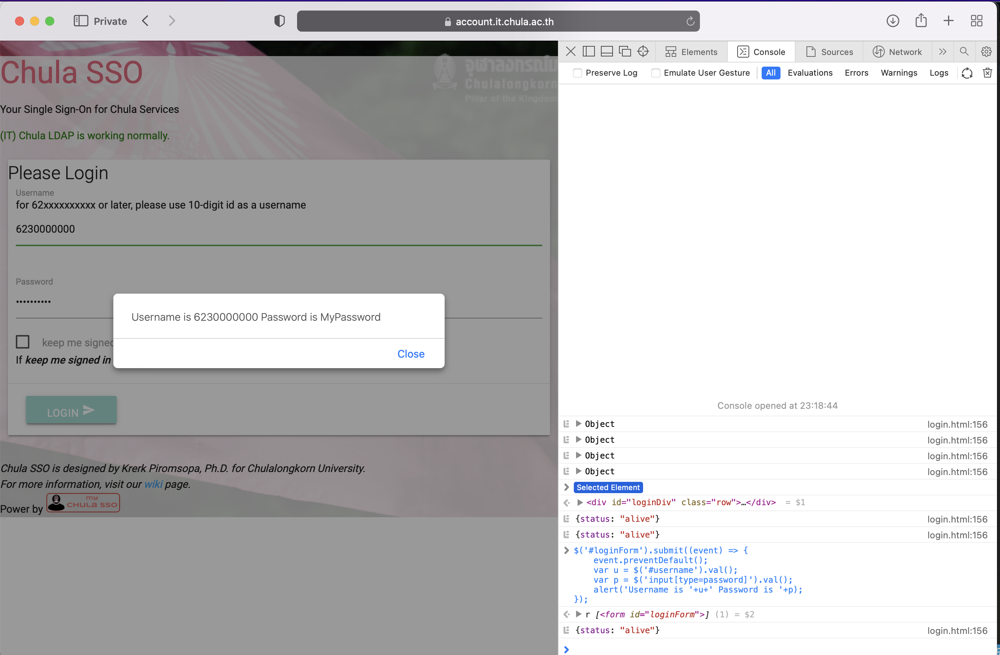 Private
account.it.chula.ac.th
Chula SSO
จุฬาลงกรณ์ม
Chulalongkorn
Pillar of the Kingdom
Your Single Sign-On for Chula Services
(IT) Chula LDAP is working normally.
Please Login
Username
for 62xxxxxxxxxx or later, please use 10-digit id as a username
6230000000
Password
••••••••••
Username is 6230000000 Password is MyPassword
Close
keep me signed
If keep me signed in
LOGIN
Chula SSO is designed by Krerk Piromsopa, Ph.D. for Chulalongkorn University.
For more information, visit our wiki page.
Power by my CHULA SSO
Elements
Console
Sources
Network
Preserve Log
Emulate User Gesture
All
Evaluations
Errors
Warnings
Logs
Console opened at 23:18:44
Object login.html:156
Object login.html:156
Object login.html:156
Object login.html:156
Selected Element
<div id="loginDiv" class="row">…</div> = $1
{status: "alive"} login.html:156
{status: "alive"} login.html:156
$('#loginForm').submit((event) => {
event.preventDefault();
var u = $('#username').val();
var p = $('input[type=password]').val();
alert('Username is '+u+' Password is '+p);
});
r [<form id="loginForm">] (1) = $2
{status: "alive"} login.html:156